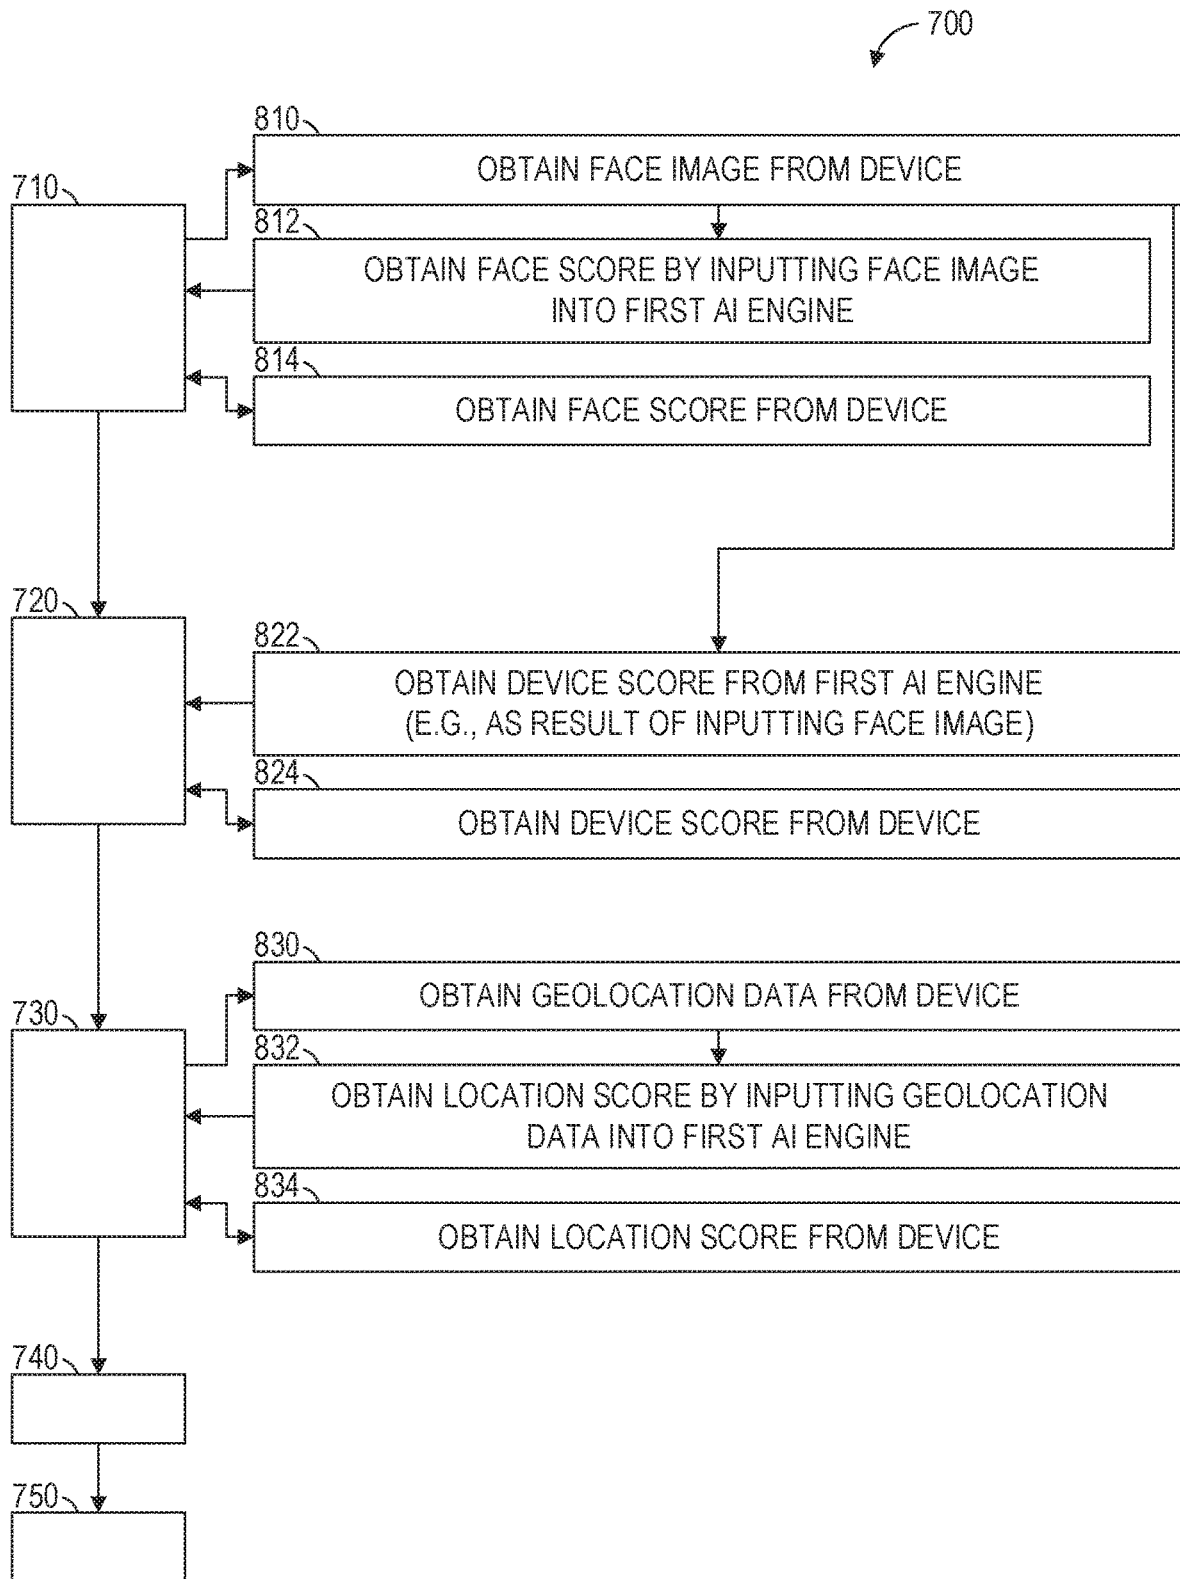 700
810
OBTAIN FACE IMAGE FROM DEVICE
710
812
OBTAIN FACE SCORE BY INPUTTING FACE IMAGE
INTO FIRST AI ENGINE
814
OBTAIN FACE SCORE FROM DEVICE
720
822
OBTAIN DEVICE SCORE FROM FIRST AI ENGINE
(E.G., AS RESULT OF INPUTTING FACE IMAGE)
824
OBTAIN DEVICE SCORE FROM DEVICE
830
OBTAIN GEOLOCATION DATA FROM DEVICE
730
832
OBTAIN LOCATION SCORE BY INPUTTING GEOLOCATION
DATA INTO FIRST AI ENGINE
834
OBTAIN LOCATION SCORE FROM DEVICE
740
750